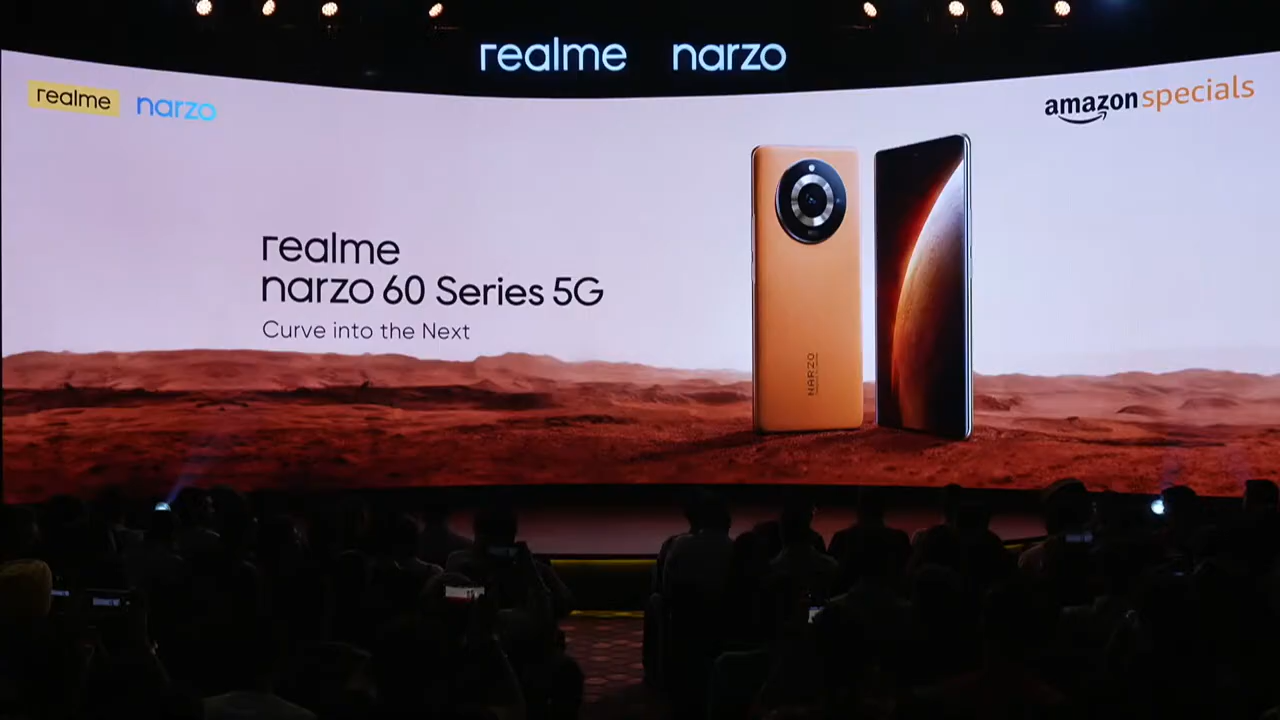 realme narzo
realme narzo
amazon specials
realme
narzo 60 Series 5G
Curve into the Next
NARZO